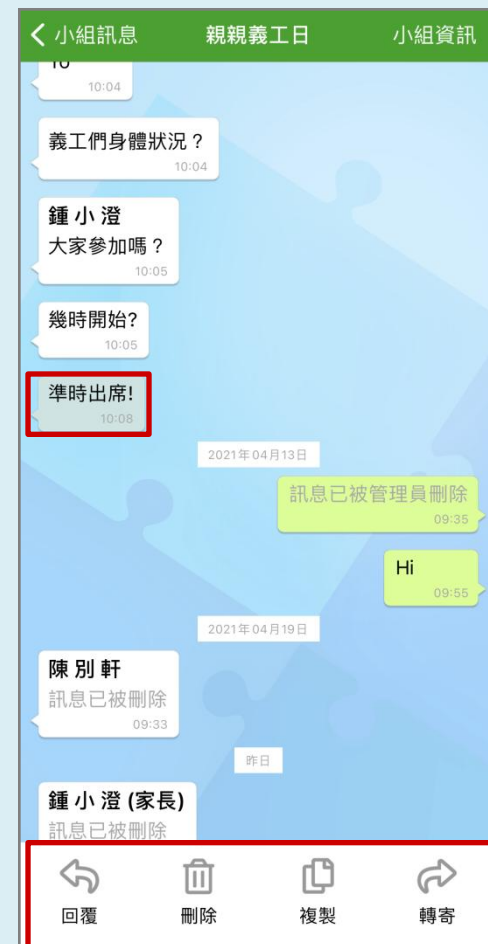 小組訊息 親親義工日 小組資訊
10:04
義工們身體狀況？
10:04
鍾小澄
大家參加嗎？
10:05
幾時開始?
10:05
準時出席!
10:08
2021年04月13日
訊息已被管理員刪除
09:35
Hi
09:55
2021年04月19日
陳別軒
訊息已被刪除
09:33
昨日
鍾小澄 (家長)
訊息已被刪除
回覆 刪除 複製 轉寄